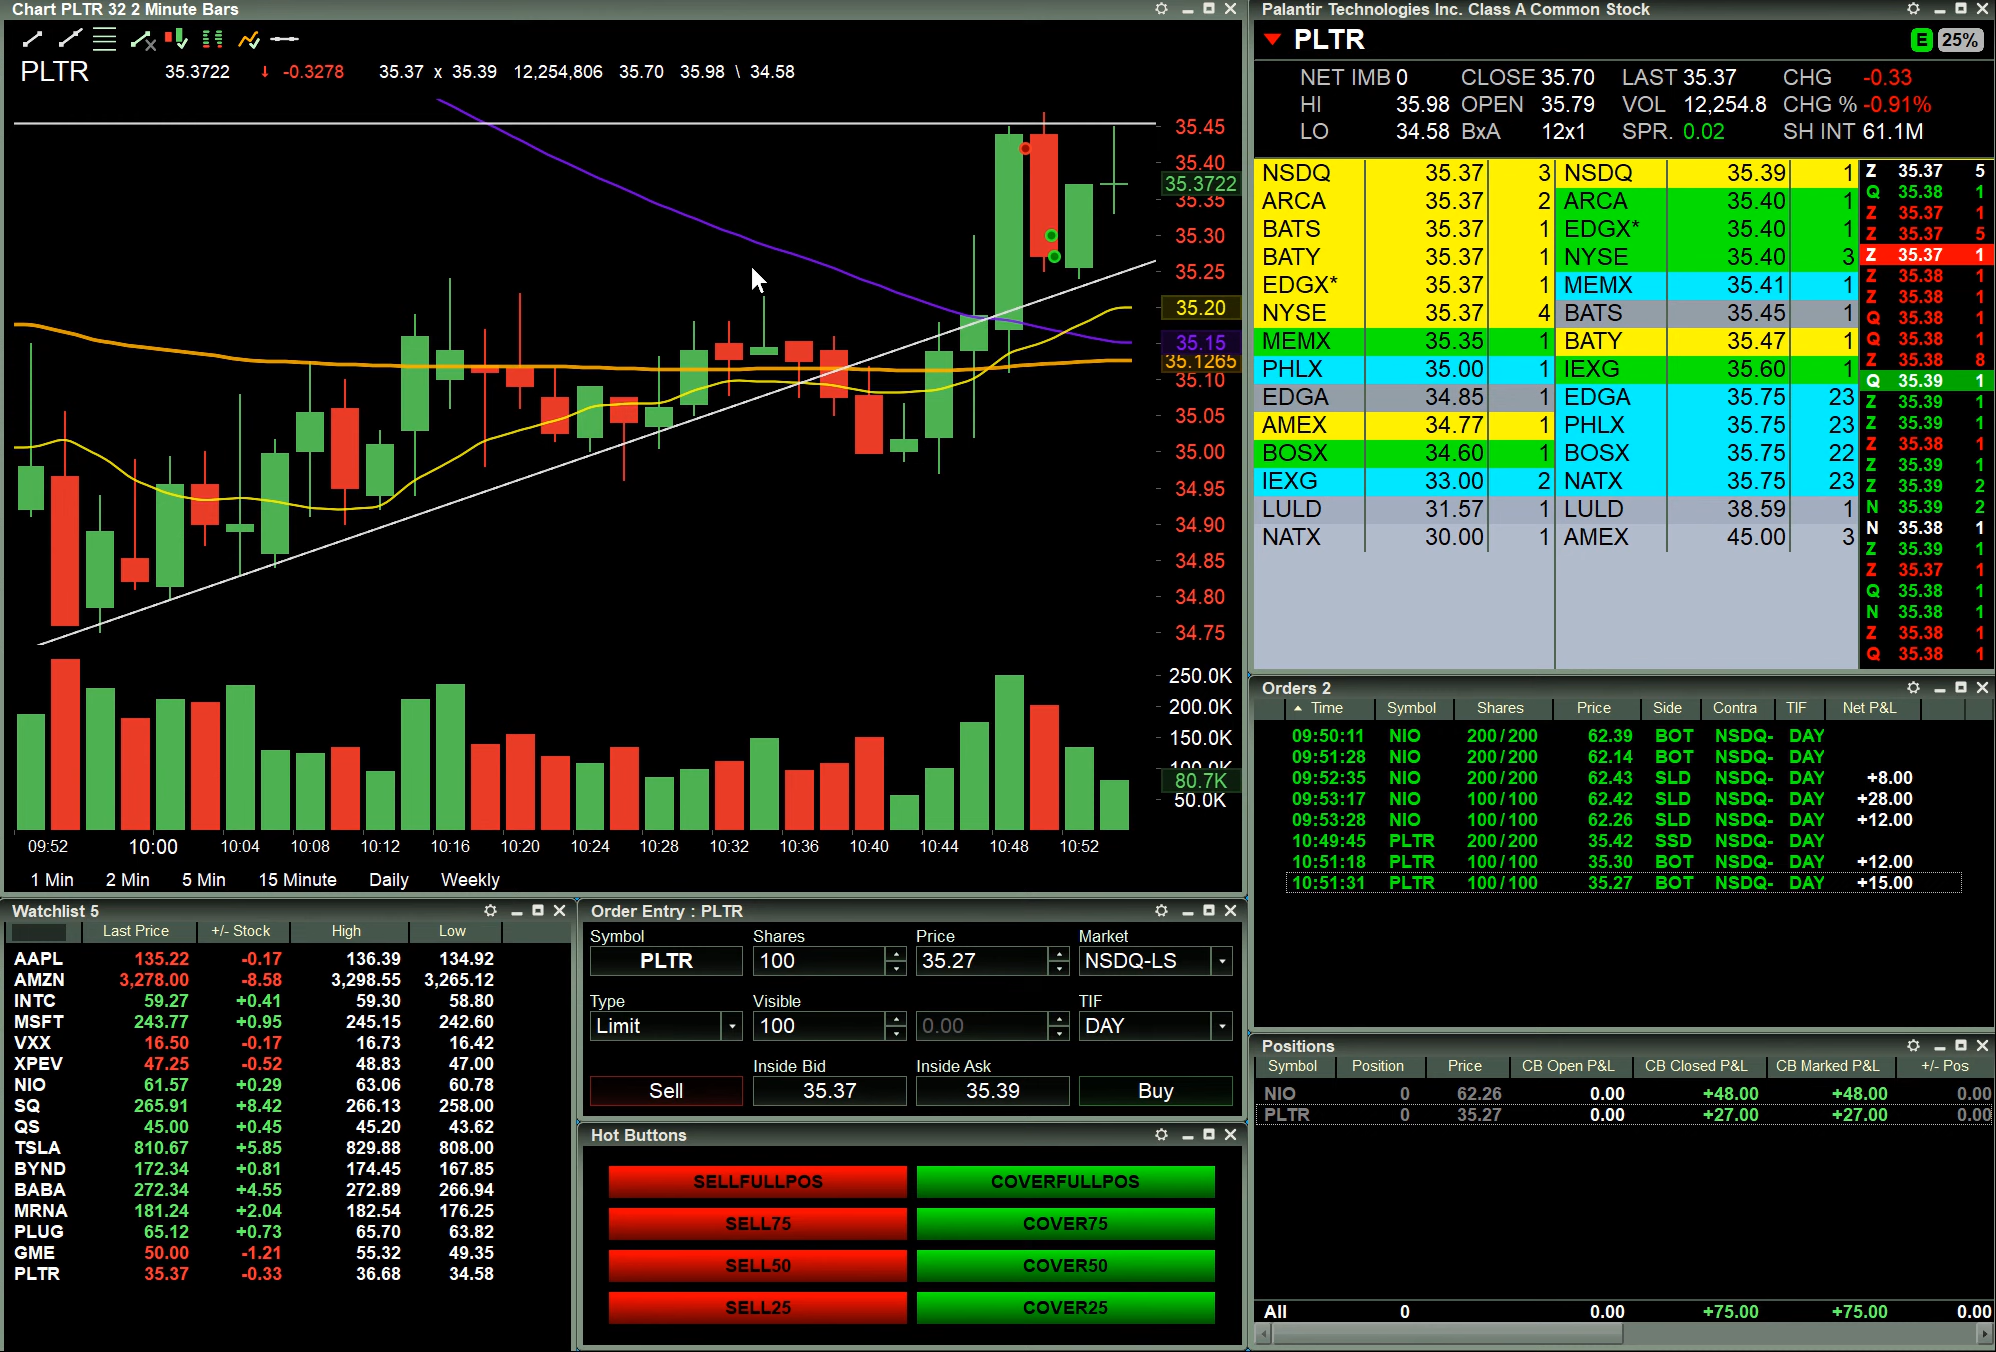 Chart PLTR 32 2 Minute Bars
PLTR 35.3722 ↓ -0.3278 35.37 x 35.39 12,254,806 35.70 35.98 \ 34.58
35.45
35.40
35.3722
35.35
35.30
35.25
35.20
35.15
35.1265
35.10
35.05
35.00
34.95
34.90
34.85
34.80
34.75
250.0K
200.0K
150.0K
100.0K
80.7K
50.0K
09:52 10:00 10:04 10:08 10:12 10:16 10:20 10:24 10:28 10:32 10:36 10:40 10:44 10:48 10:52
1 Min 2 Min 5 Min 15 Minute Daily Weekly
Palantir Technologies Inc. Class A Common Stock
PLTR E 25%
NET IMB 0 CLOSE 35.70 LAST 35.37 CHG -0.33
HI 35.98 OPEN 35.79 VOL 12,254.8 CHG % -0.91%
LO 34.58 BxA 12x1 SPR. 0.02 SH INT 61.1M
NSDQ 35.37 3 NSDQ 35.39 1
ARCA 35.37 2 ARCA 35.40 1
BATS 35.37 1 EDGX* 35.40 1
BATY 35.37 1 NYSE 35.40 3
EDGX* 35.37 1 MEMX 35.41 1
NYSE 35.37 4 BATS 35.45 1
MEMX 35.35 1 BATY 35.47 1
PHLX 35.00 1 IEXG 35.60 1
EDGA 34.85 1 EDGA 35.75 23
AMEX 34.77 1 PHLX 35.75 23
BOSX 34.60 1 BOSX 35.75 22
IEXG 33.00 2 NATX 35.75 23
LULD 31.57 1 LULD 38.59 1
NATX 30.00 1 AMEX 45.00 3
Z 35.37 5
Q 35.38 1
Z 35.37 1
Z 35.37 5
Z 35.37 1
Z 35.38 1
Z 35.38 1
Q 35.38 1
Q 35.38 1
Z 35.38 8
Q 35.39 1
Z 35.39 1
Z 35.39 1
Z 35.38 1
Z 35.39 1
Z 35.39 2
N 35.39 2
N 35.38 1
Z 35.39 1
Z 35.37 1
Q 35.38 1
N 35.38 1
Z 35.38 1
Q 35.38 1
Orders 2
Time Symbol Shares Price Side Contra TIF Net P&L
09:50:11 NIO 200/200 62.39 BOT NSDQ- DAY
09:51:28 NIO 200/200 62.14 BOT NSDQ- DAY
09:52:35 NIO 200/200 62.43 SLD NSDQ- DAY +8.00
09:53:17 NIO 100/100 62.42 SLD NSDQ- DAY +28.00
09:53:28 NIO 100/100 62.26 SLD NSDQ- DAY +12.00
10:49:45 PLTR 200/200 35.42 SSD NSDQ- DAY
10:51:18 PLTR 100/100 35.30 BOT NSDQ- DAY +12.00
10:51:31 PLTR 100/100 35.27 BOT NSDQ- DAY +15.00
Watchlist 5
Last Price +/- Stock High Low
AAPL 135.22 -0.17 136.39 134.92
AMZN 3,278.00 -8.58 3,298.55 3,265.12
INTC 59.27 +0.41 59.30 58.80
MSFT 243.77 +0.95 245.15 242.60
VXX 16.50 -0.17 16.73 16.42
XPEV 47.25 -0.52 48.83 47.00
NIO 61.57 +0.29 63.06 60.78
SQ 265.91 +8.42 266.13 258.00
QS 45.00 +0.45 45.20 43.62
TSLA 810.67 +5.85 829.88 808.00
BYND 172.34 +0.81 174.45 167.85
BABA 272.34 +4.55 272.89 266.94
MRNA 181.24 +2.04 182.54 176.25
PLUG 65.12 +0.73 65.70 63.82
GME 50.00 -1.21 55.32 49.35
PLTR 35.37 -0.33 36.68 34.58
Order Entry : PLTR
Symbol Shares Price Market
PLTR 100 35.27 NSDQ-LS
Type Visible TIF
Limit 100 0.00 DAY
Inside Bid Inside Ask
Sell 35.37 35.39 Buy
Hot Buttons
SELLFULLPOS COVERFULLPOS
SELL75 COVER75
SELL50 COVER50
SELL25 COVER25
Positions
Symbol Position Price CB Open P&L CB Closed P&L CB Marked P&L +/- Pos
NIO 0 62.26 0.00 +48.00 +48.00 0.00
PLTR 0 35.27 0.00 +27.00 +27.00 0.00
All 0 0.00 +75.00 +75.00 0.00